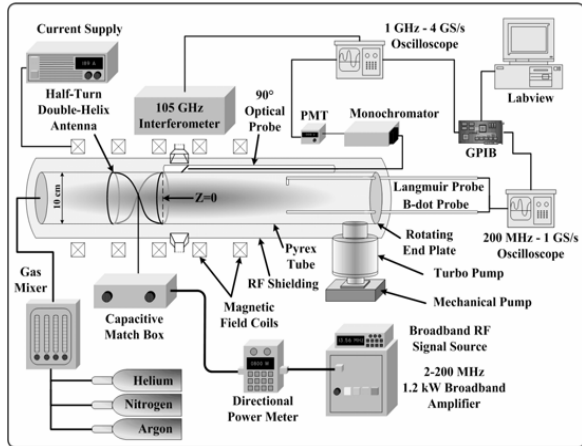 Current Supply
Half-Turn
Double-Helix
Antenna
105 GHz
Interferometer
90°
Optical
Probe
1 GHz - 4 GS/s
Oscilloscope
PMT
Monochromator
Labview
GPIB
10 cm
Z=0
Langmuir Probe
B-dot Probe
200 MHz - 1 GS/s
Oscilloscope
Rotating
End Plate
Pyrex
Tube
RF Shielding
Turbo Pump
Mechanical Pump
Gas
Mixer
Capacitive
Match Box
Magnetic
Field Coils
Broadband RF
Signal Source
2-200 MHz
1.2 kW Broadband
Amplifier
Directional
Power Meter
Helium
Nitrogen
Argon